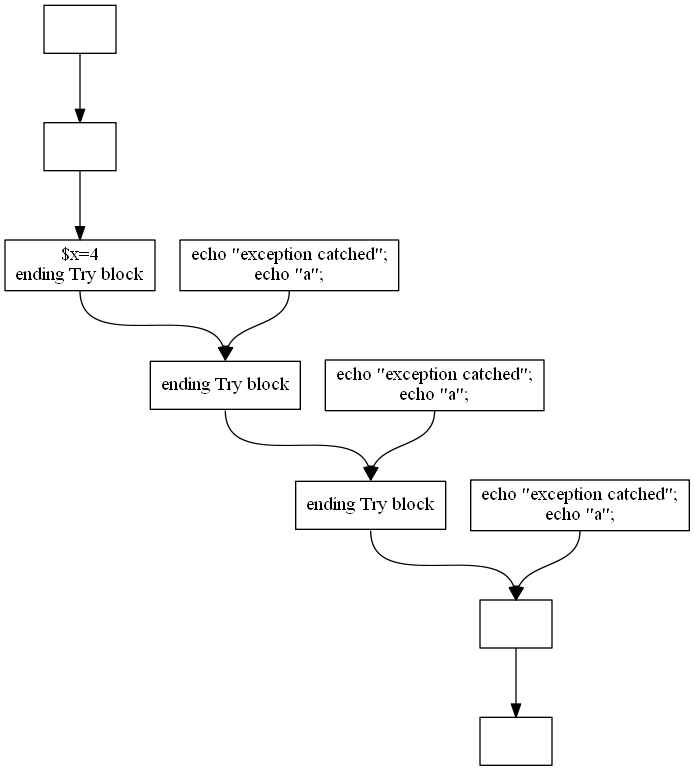 $x=4
ending Try block
echo "exception catched";
echo "a";
ending Try block
echo "exception catched";
echo "a";
ending Try block
echo "exception catched";
echo "a";